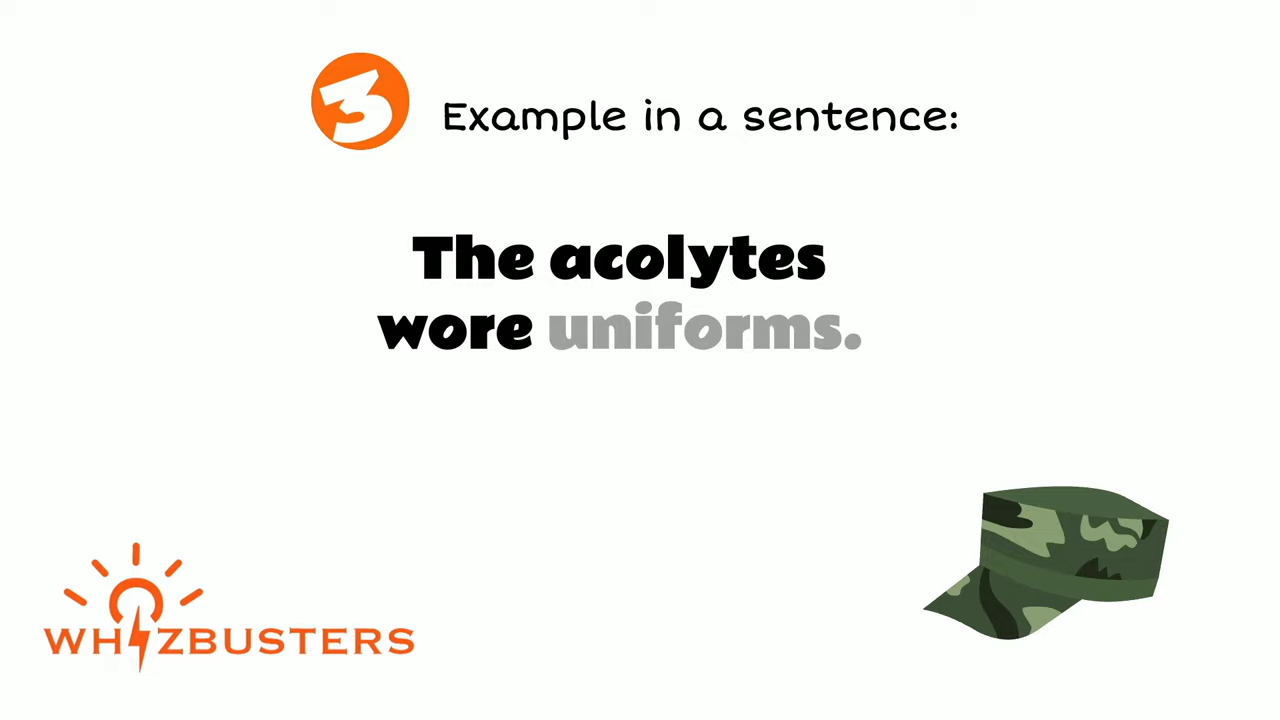 3 Example in a sentence:
The acolytes
wore uniforms.
WHIZBUSTERS